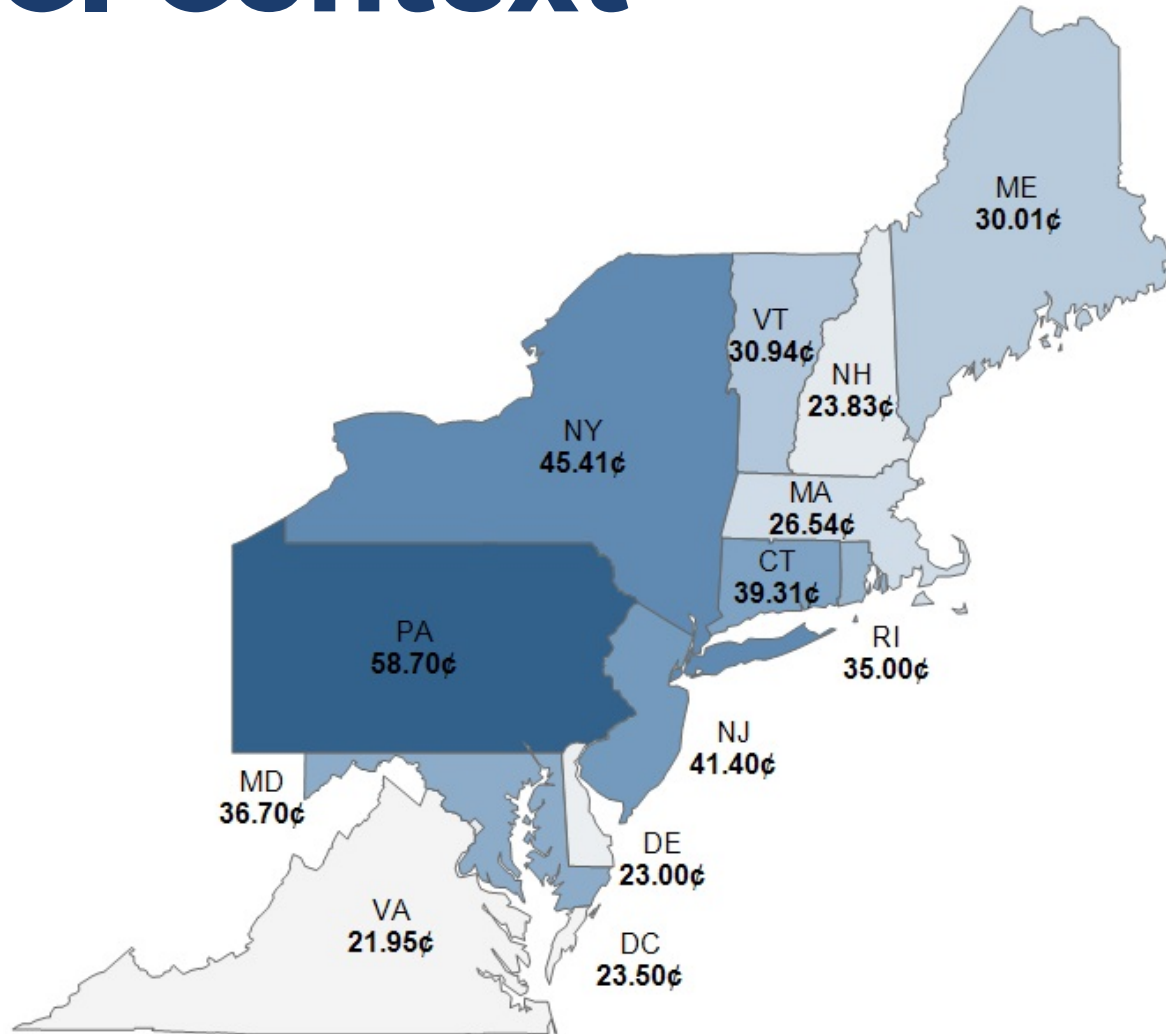 Context
ME
30.01¢
VT
30.94¢
NH
23.83¢
NY
45.41¢
MA
26.54¢
CT
39.31¢
PA
58.70¢
RI
35.00¢
NJ
41.40¢
MD
36.70¢
DE
23.00¢
VA
21.95¢
DC
23.50¢